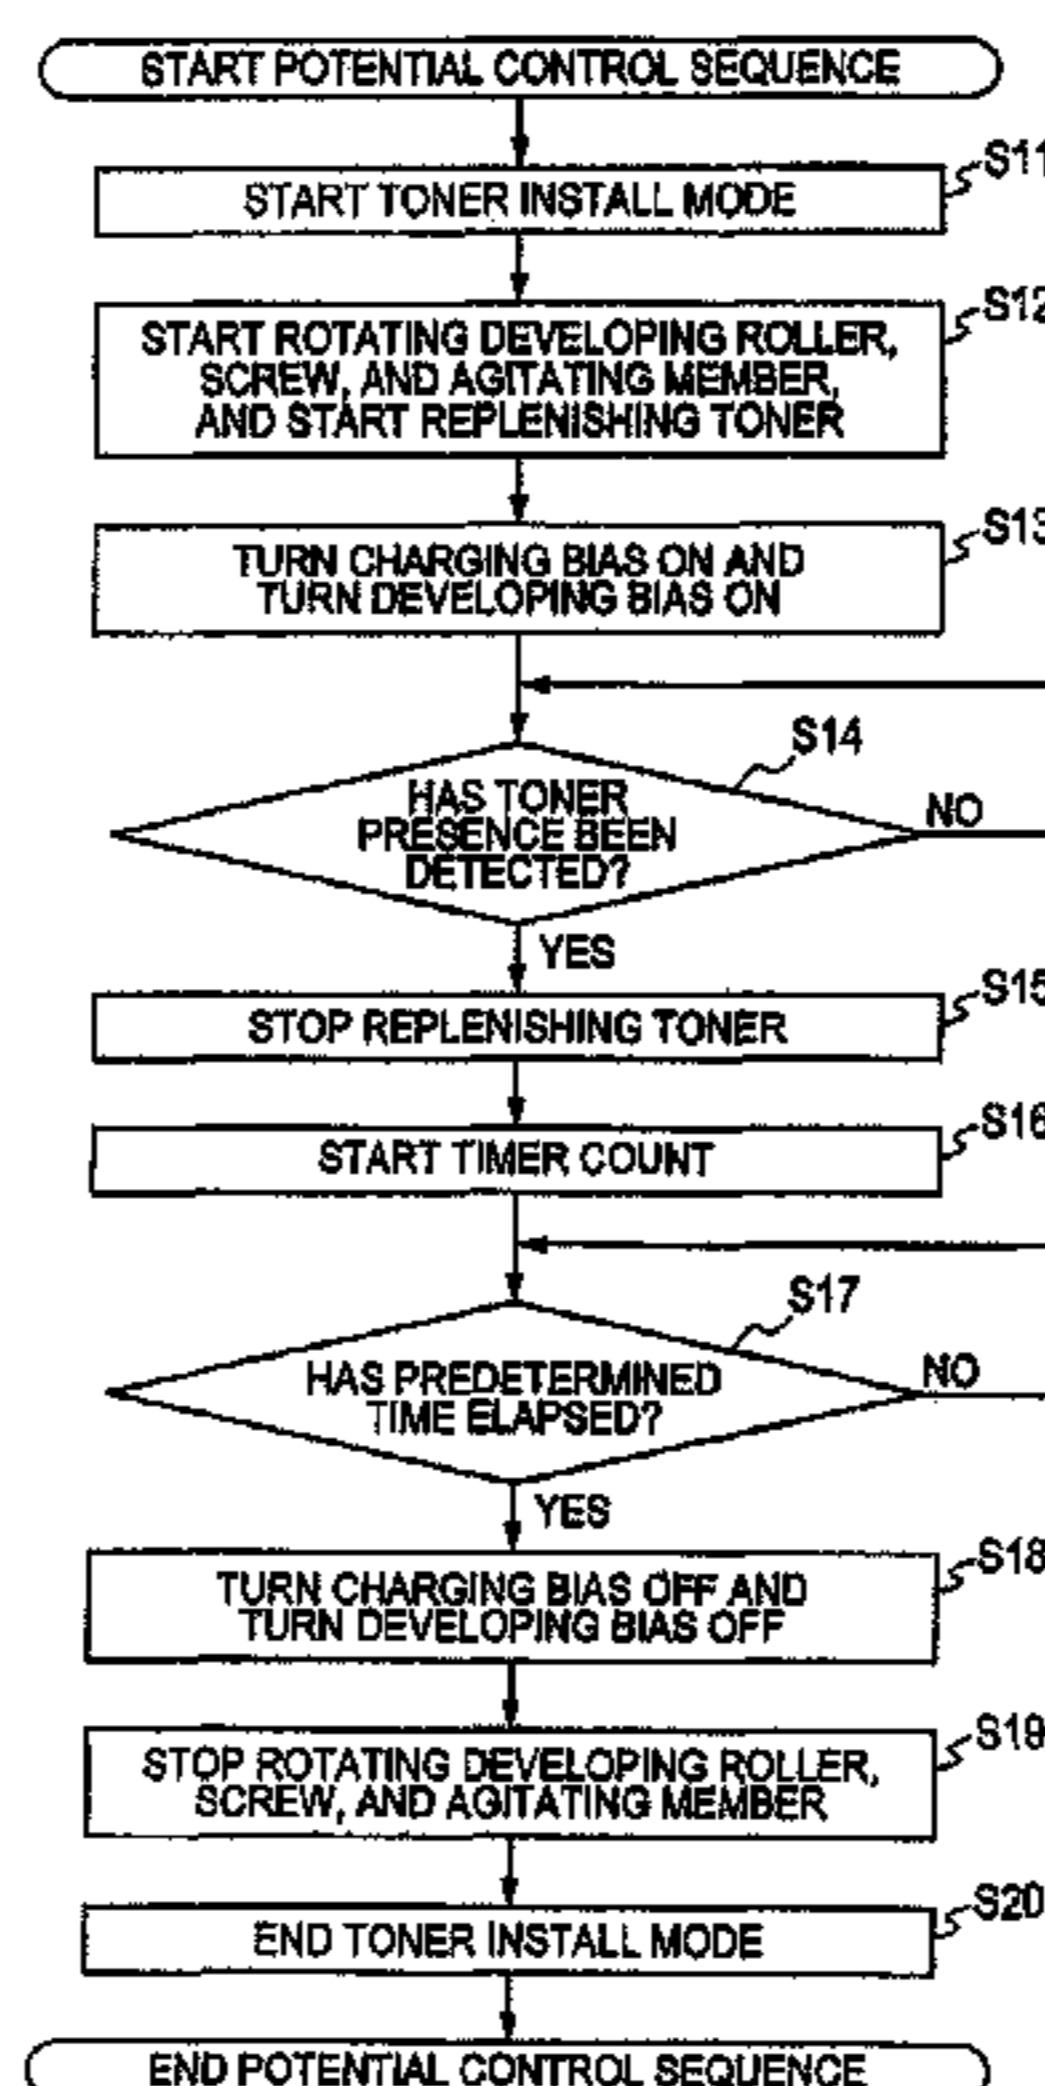 START POTENTIAL CONTROL SEQUENCE
S11
START TONER INSTALL MODE
S12
START ROTATING DEVELOPING ROLLER,
SCREW, AND AGITATING MEMBER,
AND START REPLENISHING TONER
S13
TURN CHARGING BIAS ON AND
TURN DEVELOPING BIAS ON
S14
HAS TONER
PRESENCE BEEN
DETECTED?
NO
YES
S15
STOP REPLENISHING TONER
S16
START TIMER COUNT
S17
HAS PREDETERMINED
TIME ELAPSED?
NO
YES
S18
TURN CHARGING BIAS OFF AND
TURN DEVELOPING BIAS OFF
S19
STOP ROTATING DEVELOPING ROLLER,
SCREW, AND AGITATING MEMBER
S20
END TONER INSTALL MODE
END POTENTIAL CONTROL SEQUENCE